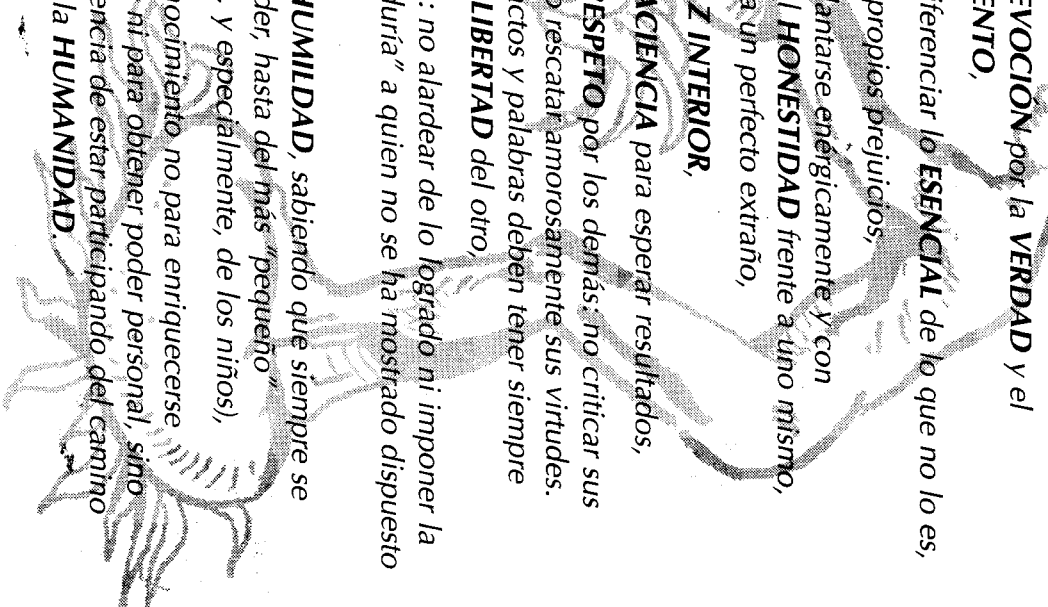 EVOCIÓN por la VERDAD y el
ENTO,
iferenciar lo ESENCIAL de lo que no lo es,
propios prejuicios,
lantarse enérgicamente y con
l HONESTIDAD frente a uno mismo,
a un perfecto extraño,
Z INTERIOR,
ACIENCIA para esperar resultados,
ESPETO por los demás: no criticar sus
o rescatar amorosamente sus virtudes.
actos y palabras deben tener siempre
LIBERTAD del otro,
: no alardear de lo logrado ni imponer la
duría" a quien no se ha mostrado dispuesto
HUMILDAD, sabiendo que siempre se
der, hasta del más "pequeño"
, y especialmente, de los niños),
nocimiento no para enriquecerse
ni para obtener poder personal, sino
encia de estar participando del camino
la HUMANIDAD.